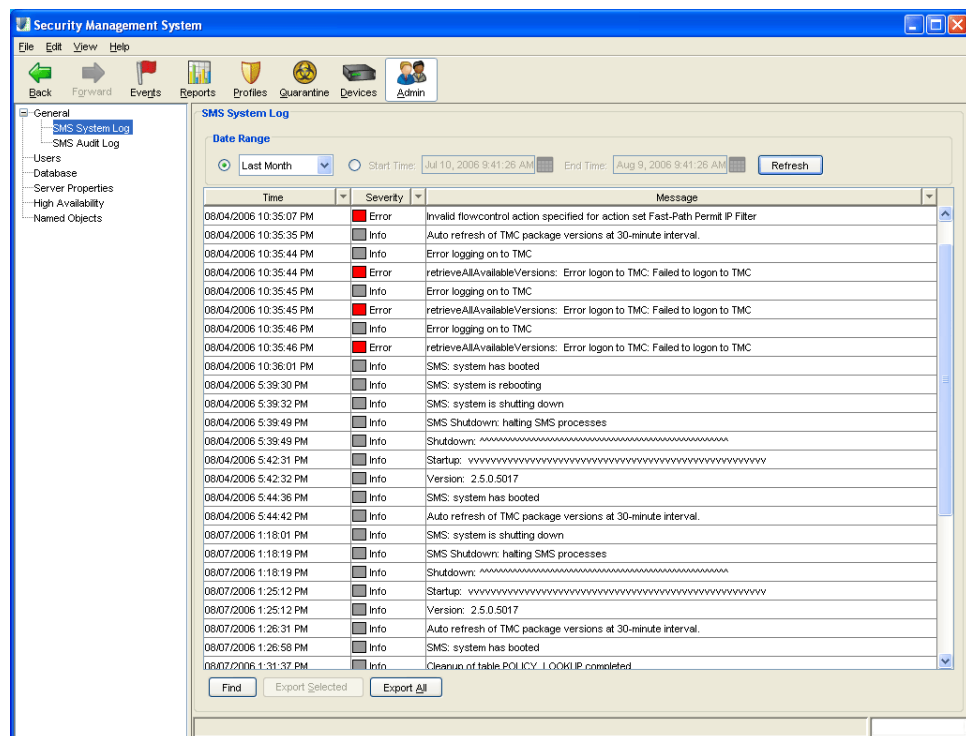 Security Management System
File Edit View Help
Back Forward Events Reports Profiles Quarantine Devices Admin
General
SMS System Log
SMS Audit Log
Users
Database
Server Properties
High Availability
Named Objects
SMS System Log
Date Range
Last Month Start Time: Jul 10, 2006 9:41:26 AM End Time: Aug 9, 2006 9:41:26 AM Refresh
Time Severity Message
08/04/2006 10:35:07 PM Error Invalid flowcontrol action specified for action set Fast-Path Permit IP Filter
08/04/2006 10:35:35 PM Info Auto refresh of TMC package versions at 30-minute interval.
08/04/2006 10:35:44 PM Info Error logging on to TMC
08/04/2006 10:35:44 PM Error retrieveAllAvailableVersions: Error logon to TMC: Failed to logon to TMC
08/04/2006 10:35:45 PM Info Error logging on to TMC
08/04/2006 10:35:45 PM Error retrieveAllAvailableVersions: Error logon to TMC: Failed to logon to TMC
08/04/2006 10:35:46 PM Info Error logging on to TMC
08/04/2006 10:35:46 PM Error retrieveAllAvailableVersions: Error logon to TMC: Failed to logon to TMC
08/04/2006 10:36:01 PM Info SMS: system has booted
08/04/2006 5:39:30 PM Info SMS: system is rebooting
08/04/2006 5:39:32 PM Info SMS: system is shutting down
08/04/2006 5:39:49 PM Info SMS Shutdown: halting SMS processes
08/04/2006 5:39:49 PM Info Shutdown: ^^^^^^^^^^^^^^^^^^^^^^^^^^^^^^^^^^^^^^^^^^^^^^^^^^
08/04/2006 5:42:31 PM Info Startup: vvvvvvvvvvvvvvvvvvvvvvvvvvvvvvvvvvvvvvvvvvvvvvvvvv
08/04/2006 5:42:32 PM Info Version: 2.5.0.5017
08/04/2006 5:44:36 PM Info SMS: system has booted
08/04/2006 5:44:42 PM Info Auto refresh of TMC package versions at 30-minute interval.
08/07/2006 1:18:01 PM Info SMS: system is shutting down
08/07/2006 1:18:19 PM Info SMS Shutdown: halting SMS processes
08/07/2006 1:18:19 PM Info Shutdown: ^^^^^^^^^^^^^^^^^^^^^^^^^^^^^^^^^^^^^^^^^^^^^^^^^^
08/07/2006 1:25:12 PM Info Startup: vvvvvvvvvvvvvvvvvvvvvvvvvvvvvvvvvvvvvvvvvvvvvvvvvv
08/07/2006 1:25:12 PM Info Version: 2.5.0.5017
08/07/2006 1:26:31 PM Info Auto refresh of TMC package versions at 30-minute interval.
08/07/2006 1:26:58 PM Info SMS: system has booted
08/07/2006 1:31:37 PM Info Cleanup of table POLICY_LOOKUP completed
Find Export Selected Export All